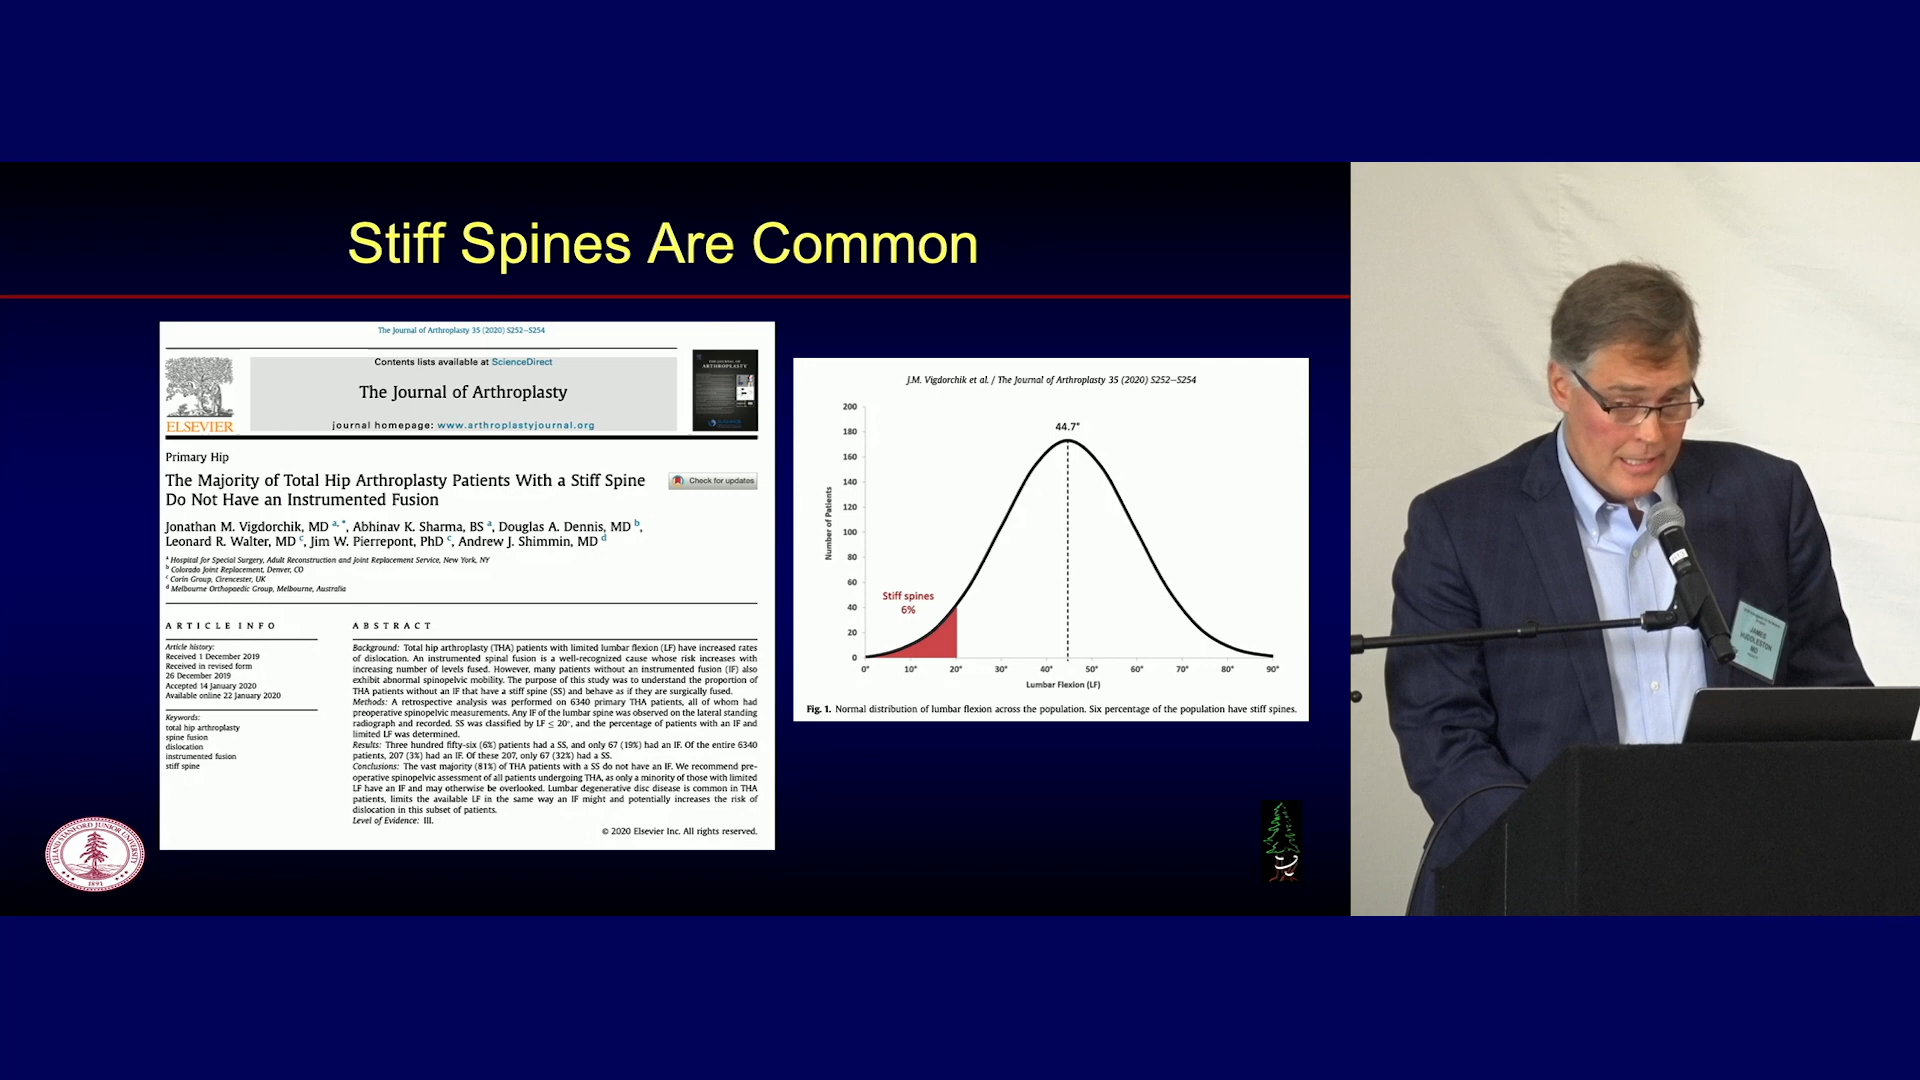 Stiff Spines Are Common
The Journal of Arthroplasty 35 (2020) S252–S254
Contents lists available at ScienceDirect
The Journal of Arthroplasty
journal homepage: www.arthroplastyjournal.org
ELSEVIER
THE JOURNAL OF
ARTHROPLASTY
Primary Hip
The Majority of Total Hip Arthroplasty Patients With a Stiff Spine
Do Not Have an Instrumented Fusion
Check for updates
Jonathan M. Vigdorchik, MD a, *, Abhinav K. Sharma, BS a, Douglas A. Dennis, MD b,
Leonard R. Walter, MD c, Jim W. Pierrepont, PhD c, Andrew J. Shimmin, MD d
a Hospital for Special Surgery, Adult Reconstruction and Joint Replacement Service, New York, NY
b Colorado Joint Replacement, Denver, CO
c Corin Group, Cirencester, UK
d Melbourne Orthopaedic Group, Melbourne, Australia
ARTICLE INFO
Article history:
Received 1 December 2019
Received in revised form
26 December 2019
Accepted 14 January 2020
Available online 22 January 2020
Keywords:
total hip arthroplasty
spine fusion
dislocation
instrumented fusion
stiff spine
ABSTRACT
Background: Total hip arthroplasty (THA) patients with limited lumbar flexion (LF) have increased rates
of dislocation. An instrumented spinal fusion is a well-recognized cause whose risk increases with
increasing number of levels fused. However, many patients without an instrumented fusion (IF) also
exhibit abnormal spinopelvic mobility. The purpose of this study was to understand the proportion of
THA patients without an IF that have a stiff spine (SS) and behave as if they are surgically fused.
Methods: A retrospective analysis was performed on 6340 primary THA patients, all of whom had
preoperative spinopelvic measurements. Any IF of the lumbar spine was observed on the lateral standing
radiograph and recorded. SS was classified by LF ≤ 20°, and the percentage of patients with an IF and
limited LF was determined.
Results: Three hundred fifty-six (6%) patients had a SS, and only 67 (19%) had an IF. Of the entire 6340
patients, 207 (3%) had an IF. Of these 207, only 67 (32%) had a SS.
Conclusions: The vast majority (81%) of THA patients with a SS do not have an IF. We recommend pre-
operative spinopelvic assessment of all patients undergoing THA, as only a minority of those with limited
LF have an IF and may otherwise be overlooked. Lumbar degenerative disc disease is common in THA
patients, limits the available LF in the same way an IF might and potentially increases the risk of
dislocation in this subset of patients.
Level of Evidence: III.
© 2020 Elsevier Inc. All rights reserved.
J.M. Vigdorchik et al. / The Journal of Arthroplasty 35 (2020) S252–S254
200
180
160
140
120
100
80
60
40
20
0
Number of Patients
44.7°
Stiff spines
6%
0° 10° 20° 30° 40° 50° 60° 70° 80° 90°
Lumbar Flexion (LF)
Fig. 1. Normal distribution of lumbar flexion across the population. Six percentage of the population have stiff spines.
LELAND STANFORD JUNIOR UNIVERSITY
1891
JAMES
HUDDLESTON
MD